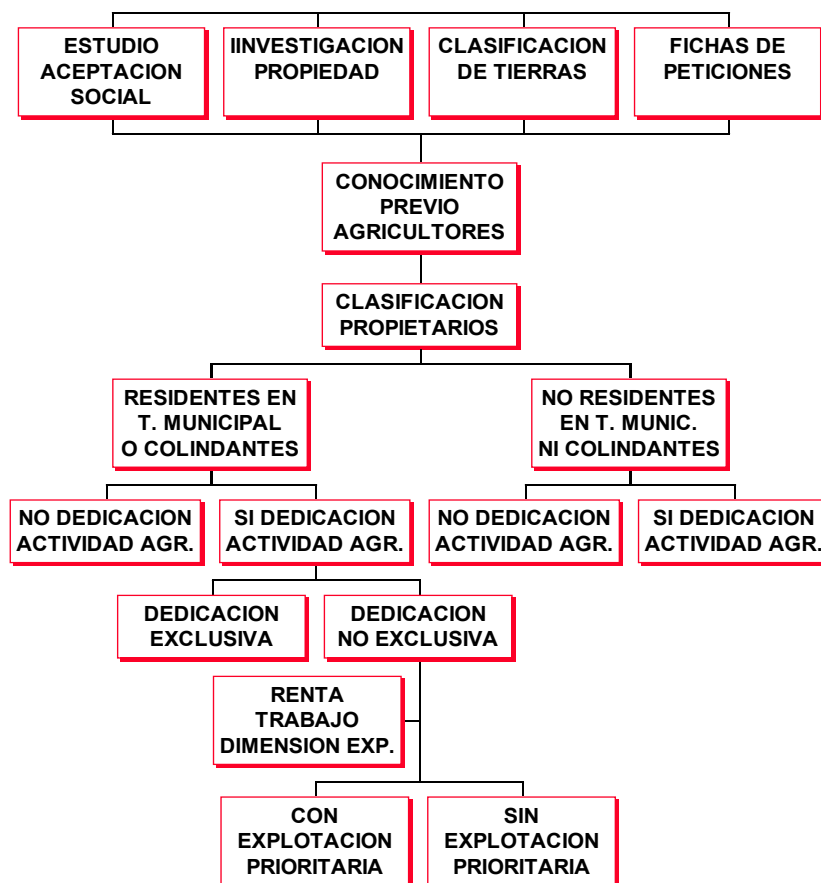 ESTUDIO
ACEPTACION
SOCIAL
IINVESTIGACION
PROPIEDAD
CLASIFICACION
DE TIERRAS
FICHAS DE
PETICIONES
CONOCIMIENTO
PREVIO
AGRICULTORES
CLASIFICACION
PROPIETARIOS
RESIDENTES EN
T. MUNICIPAL
O COLINDANTES
NO RESIDENTES
EN T. MUNIC.
NI COLINDANTES
NO DEDICACION
ACTIVIDAD AGR.
SI DEDICACION
ACTIVIDAD AGR.
NO DEDICACION
ACTIVIDAD AGR.
SI DEDICACION
ACTIVIDAD AGR.
DEDICACION
EXCLUSIVA
DEDICACION
NO EXCLUSIVA
RENTA
TRABAJO
DIMENSION EXP.
CON
EXPLOTACION
PRIORITARIA
SIN
EXPLOTACION
PRIORITARIA